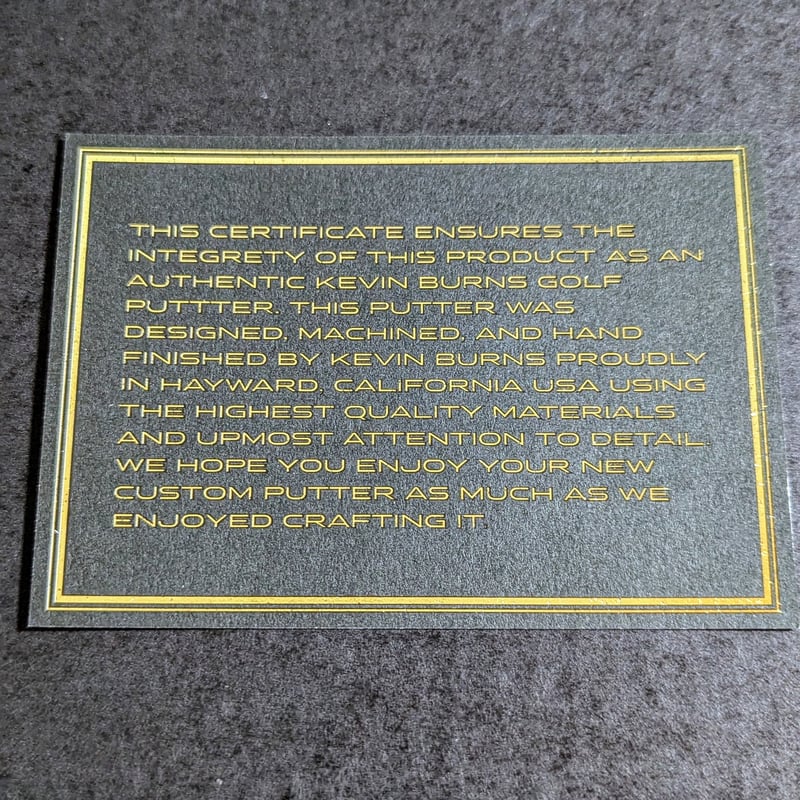 THIS CERTIFICATE ENSURES THE
INTEGRETY OF THIS PRODUCT AS AN
AUTHENTIC KEVIN BURNS GOLF
PUTTTER. THIS PUTTER WAS
DESIGNED, MACHINED, AND HAND
FINISHED BY KEVIN BURNS PROUDLY
IN HAYWARD, CALIFORNIA USA USING
THE HIGHEST QUALITY MATERIALS
AND UPMOST ATTENTION TO DETAIL.
WE HOPE YOU ENJOY YOUR NEW
CUSTOM PUTTER AS MUCH AS WE
ENJOYED CRAFTING IT.